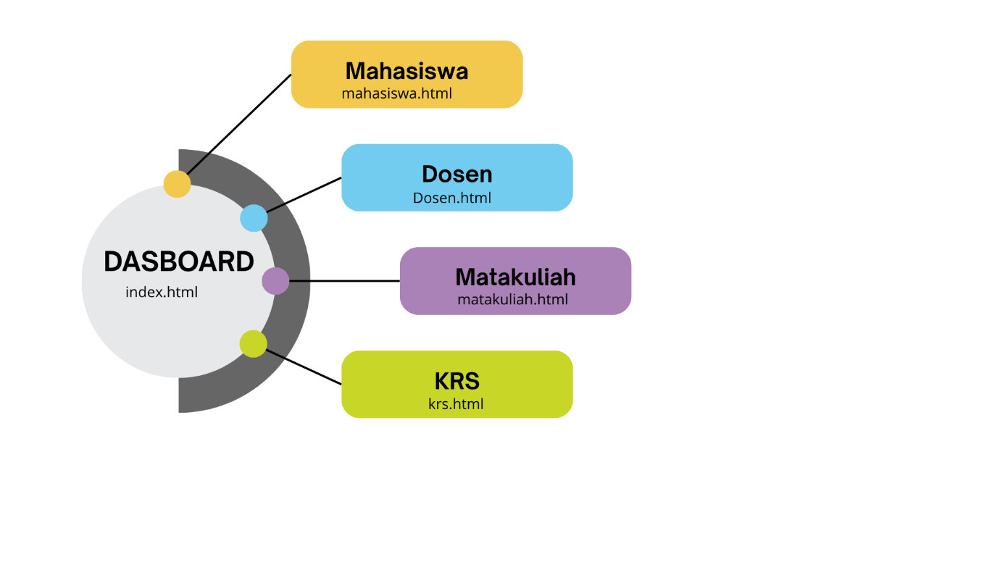 Mahasiswa
mahasiswa.html
Dosen
Dosen.html
DASBOARD
index.html
Matakuliah
matakuliah.html
KRS
krs.html